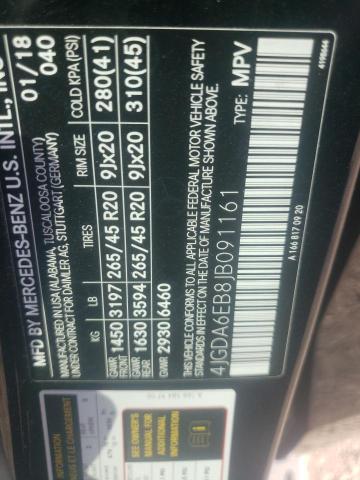 MFG BY MERCEDES-BENZ U.S. INTL., INC
MANUFACTURED IN USA (ALABAMA, TUSCALOOSA COUNTY)
UNDER CONTRACT FOR DAIMLER AG, STUTTGART (GERMANY)
01/18
040
KG LB TIRES RIM SIZE COLD KPA (PSI)
GAWR FRONT 1450 3197 265/45 R20 9Jx20 280(41)
GAWR REAR 1630 3594 265/45 R20 9Jx20 310(45)
GVWR 2930 6460
THIS VEHICLE CONFORMS TO ALL APPLICABLE FEDERAL MOTOR VEHICLE SAFETY
STANDARDS IN EFFECT ON THE DATE OF MANUFACTURE SHOWN ABOVE.
4JGDA6EB8JB091161
TYPE: MPV
A 166 817 09 20
4198644
INFORMATION
SEE OWNER'S
MANUAL FOR
ADDITIONAL
INFORMATION